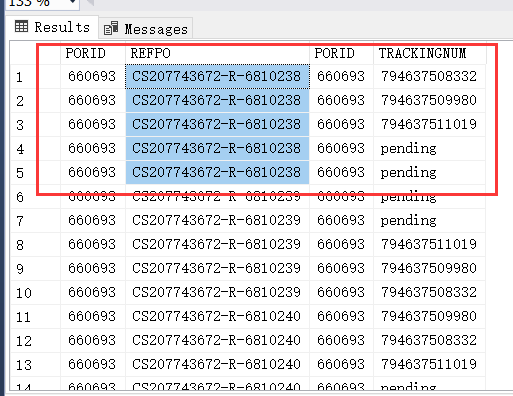 133 %
Results Messages
PORID REFPO PORID TRACKINGNUM
1 660693 CS207743672-R-6810238 660693 794637508332
2 660693 CS207743672-R-6810238 660693 794637509980
3 660693 CS207743672-R-6810238 660693 794637511019
4 660693 CS207743672-R-6810238 660693 pending
5 660693 CS207743672-R-6810238 660693 pending
6 660693 CS207743672-R-6810239 660693 pending
7 660693 CS207743672-R-6810239 660693 pending
8 660693 CS207743672-R-6810239 660693 794637511019
9 660693 CS207743672-R-6810239 660693 794637509980
10 660693 CS207743672-R-6810239 660693 794637508332
11 660693 CS207743672-R-6810240 660693 794637509980
12 660693 CS207743672-R-6810240 660693 794637508332
13 660693 CS207743672-R-6810240 660693 794637511019
14 660693 CS207743672-R-6810240 660693 pending